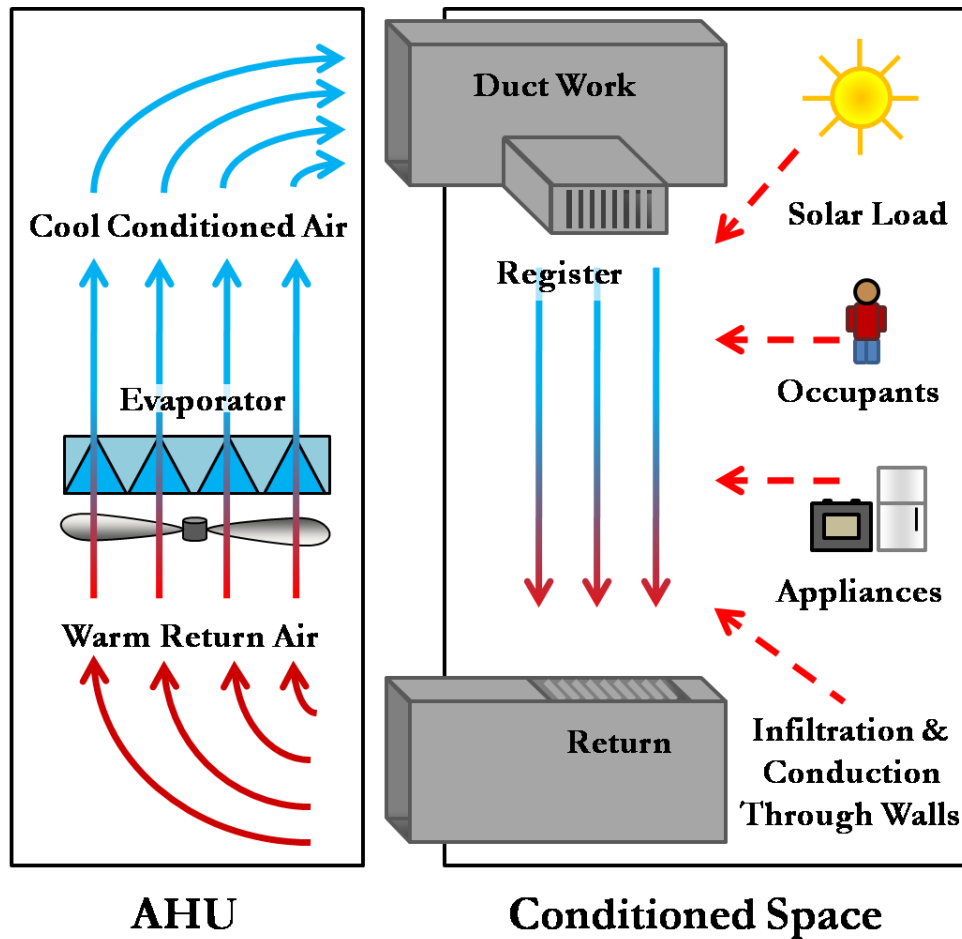 Duct Work
Cool Conditioned Air
Solar Load
Register
Evaporator
Occupants
Appliances
Warm Return Air
Return
Infiltration &
Conduction
Through Walls
AHU
Conditioned Space